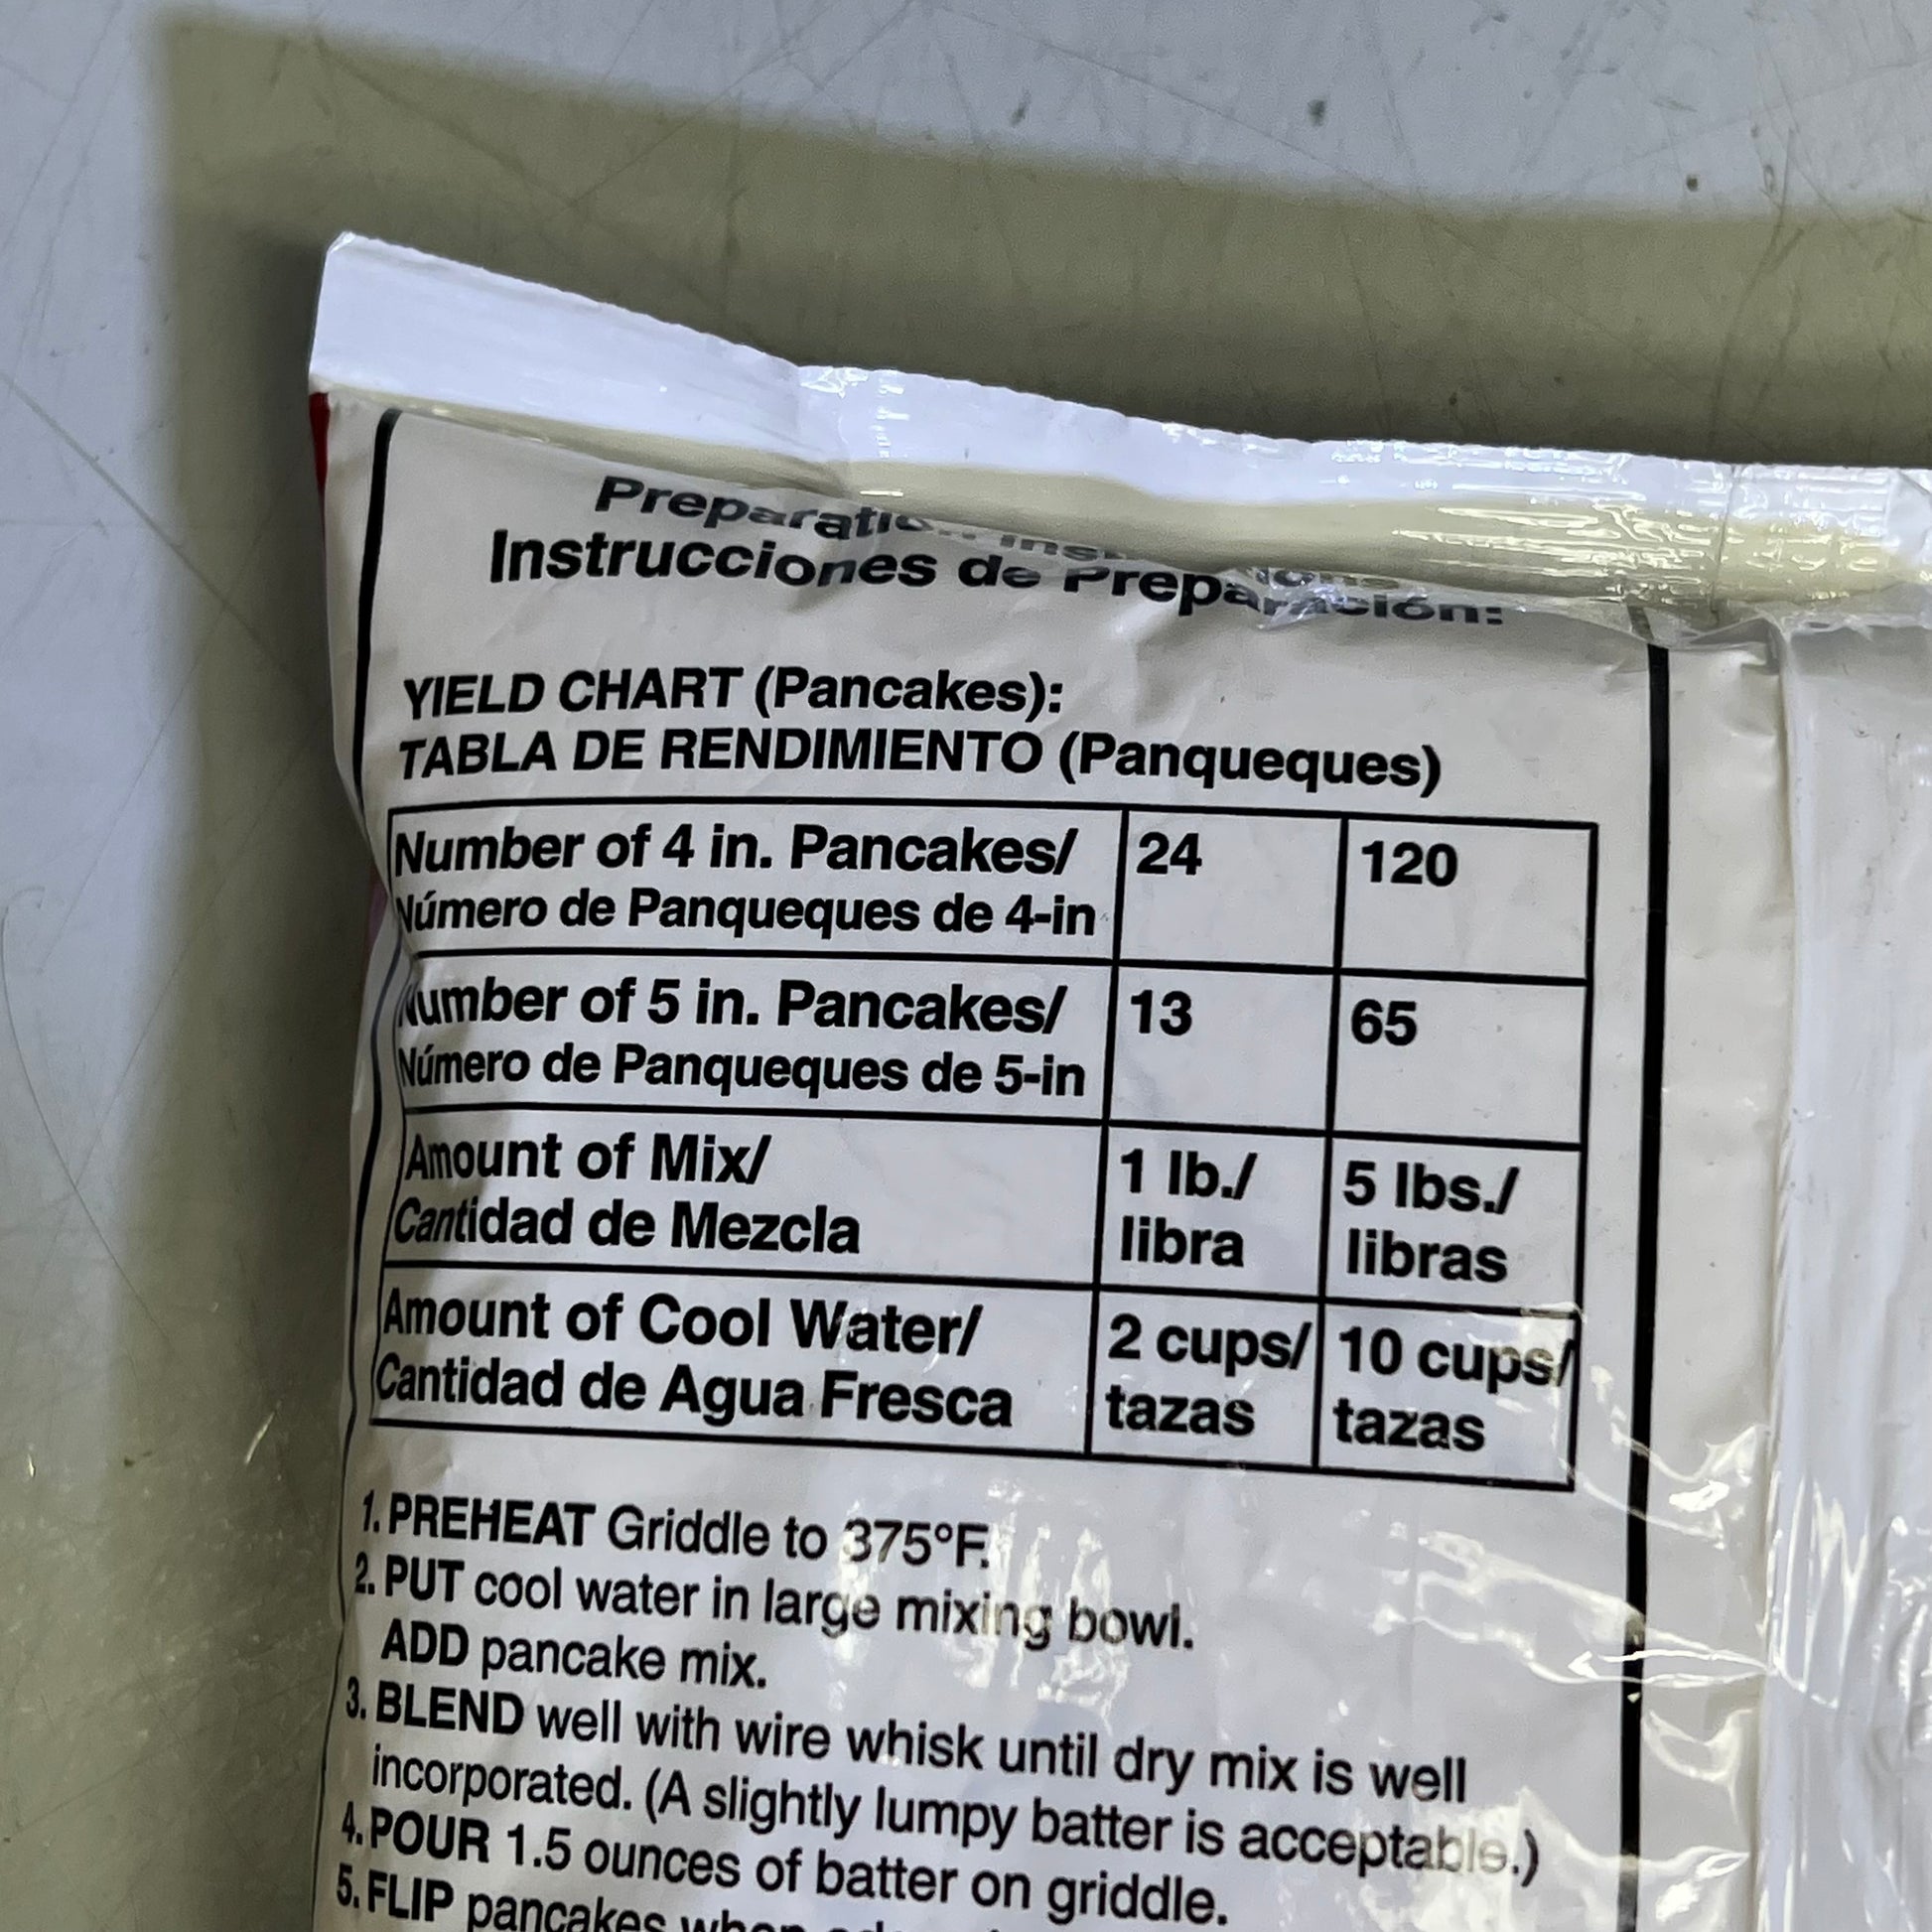 Preparation Instructions
Instrucciones de Preparación:
YIELD CHART (Pancakes):
TABLA DE RENDIMIENTO (Panqueques)
Number of 4 in. Pancakes/ 24 120
Número de Panqueques de 4-in
Number of 5 in. Pancakes/ 13 65
Número de Panqueques de 5-in
Amount of Mix/ 1 lb./ 5 lbs./
Cantidad de Mezcla libra libras
Amount of Cool Water/ 2 cups/ 10 cups/
Cantidad de Agua Fresca tazas tazas
1. PREHEAT Griddle to 375°F.
2. PUT cool water in large mixing bowl.
ADD pancake mix.
3. BLEND well with wire whisk until dry mix is well
incorporated. (A slightly lumpy batter is acceptable.)
4. POUR 1.5 ounces of batter on griddle.
5. FLIP pancakes when